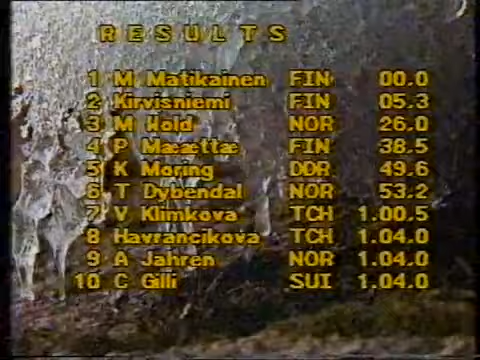 RESULTS
1 M Matikainen FIN 00.0
2 Kirvisniemi FIN 05.3
3 M Wold NOR 26.0
4 P Mæættæ FIN 38.5
5 K Moring DDR 49.6
6 T Dybendal NOR 53.2
7 V Klimkova TCH 1.00.5
8 Havrancikova TCH 1.04.0
9 A Jahren NOR 1.04.0
10 C Gilli SUI 1.04.0